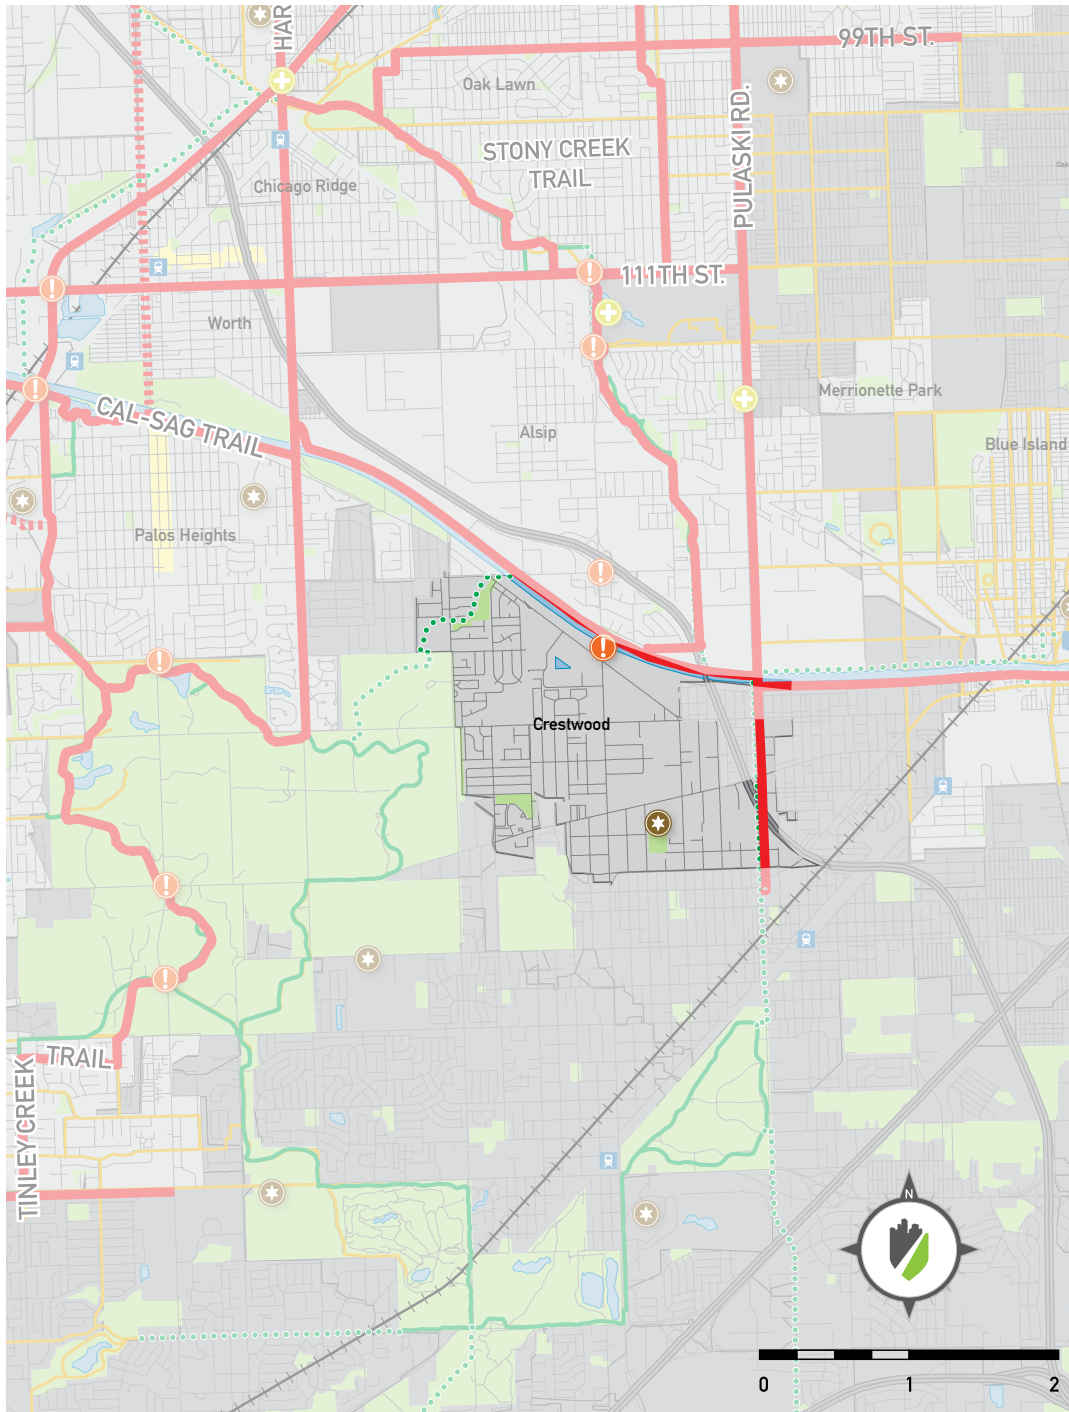 HAR
99TH ST.
Oak Lawn
PULASKI RD.
STONY CREEK
TRAIL
Oak
Chicago Ridge
111TH ST.
Worth
Merrionette Park
CAL-SAG TRAIL
Alsip
Blue Island
Palos Heights
Crestwood
TRAIL
TINLEY CREEK
N
0 1 2